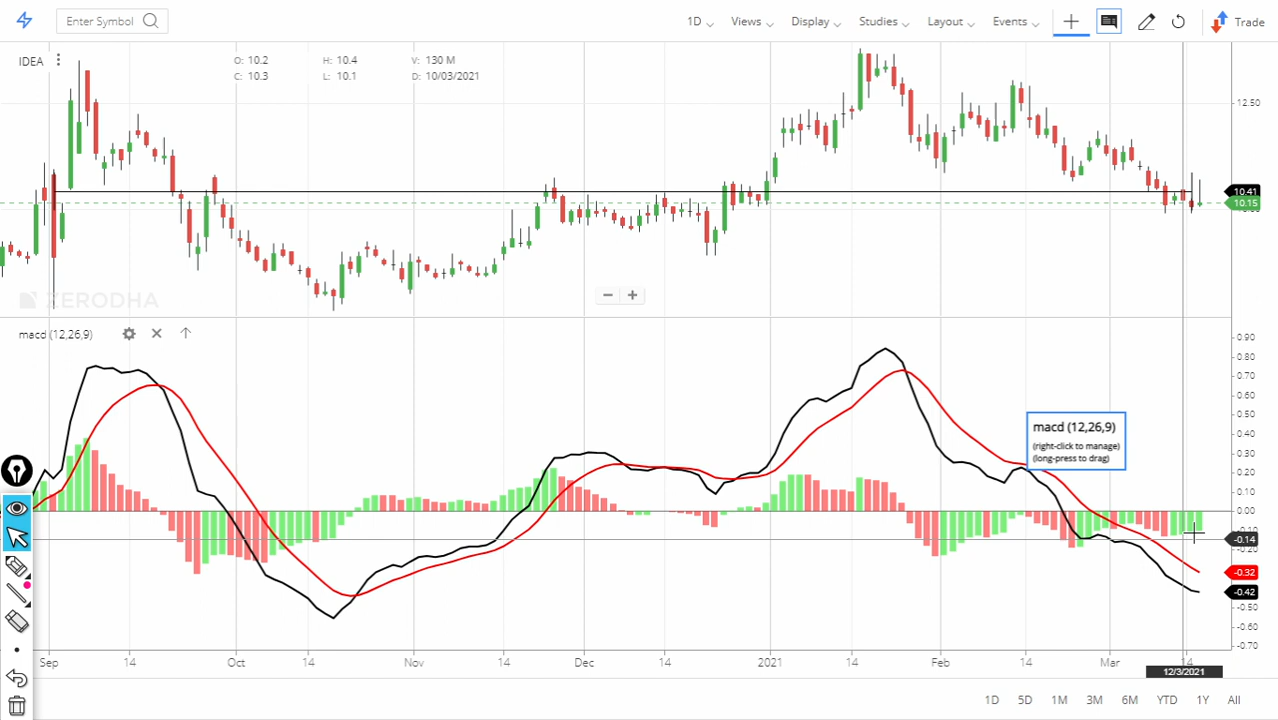 Enter Symbol
1D Views Display Studies Layout Events Trade
IDEA
O: 10.2 H: 10.4 V: 130 M
C: 10.3 L: 10.1 D: 10/03/2021
12.50
10.41
10.15
ZERODHA
macd (12,26,9)
0.90
0.80
0.70
0.60
0.50
0.40
0.30
0.20
0.10
0.00
-0.10
-0.14
-0.20
-0.32
-0.42
-0.50
-0.60
-0.70
macd (12,26,9)
(right-click to manage)
(long-press to drag)
Sep 14 Oct 14 Nov 14 Dec 14 2021 14 Feb 14 Mar 14
12/3/2021
1D 5D 1M 3M 6M YTD 1Y All